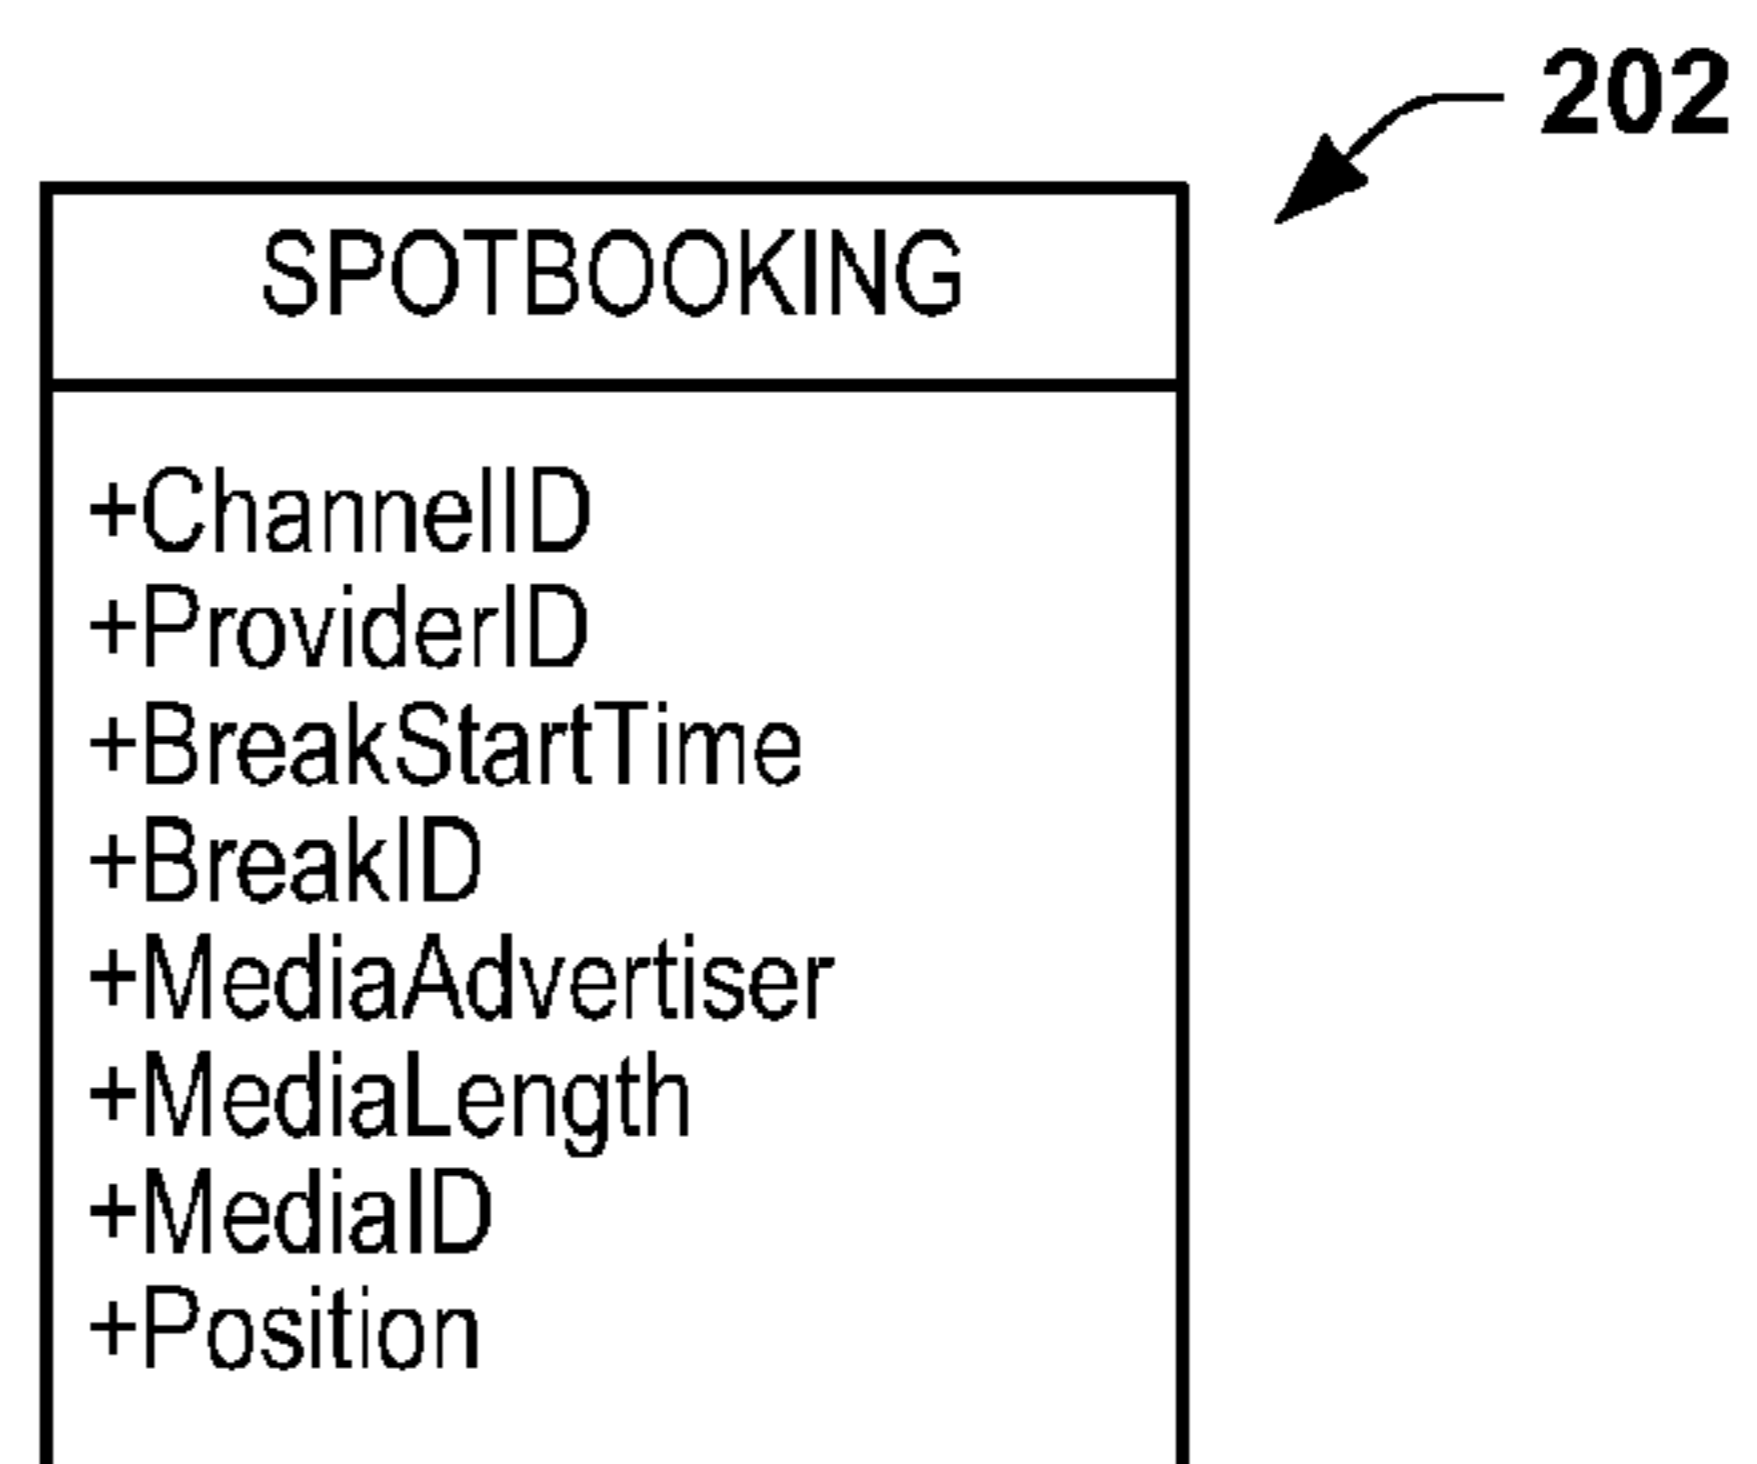 202
SPOTBOOKING
+ChannelID
+ProviderID
+BreakStartTime
+BreakID
+MediaAdvertiser
+MediaLength
+MediaID
+Position